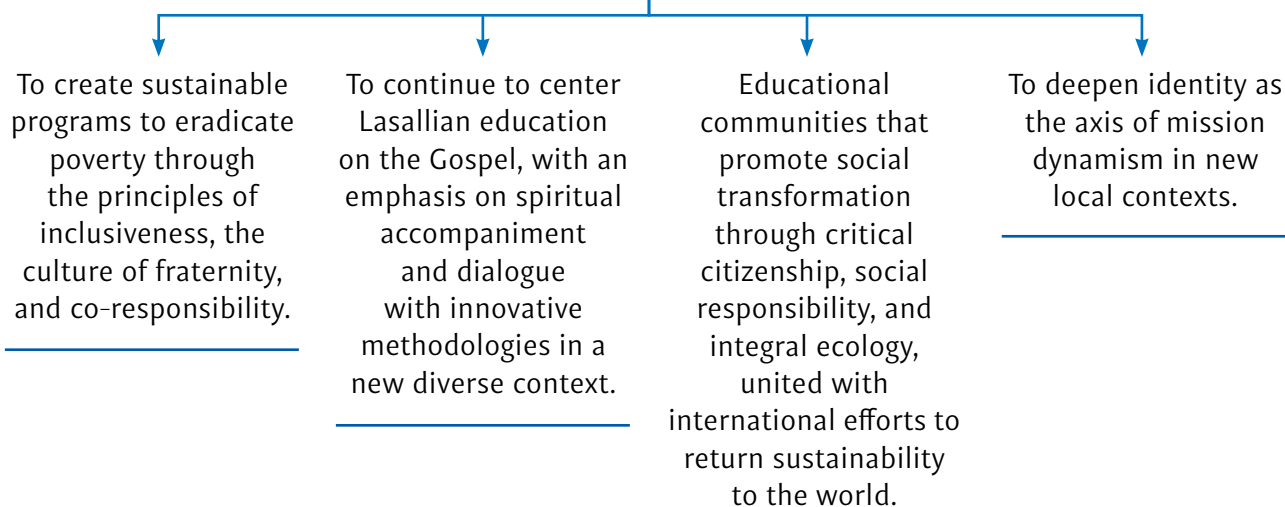 To create sustainable
programs to eradicate
poverty through
the principles of
inclusiveness, the
culture of fraternity,
and co-responsibility.
To continue to center
Lasallian education
on the Gospel, with an
emphasis on spiritual
accompaniment
and dialogue
with innovative
methodologies in a
new diverse context.
Educational
communities that
promote social
transformation
through critical
citizenship, social
responsibility, and
integral ecology,
united with
international efforts to
return sustainability
to the world.
To deepen identity as
the axis of mission
dynamism in new
local contexts.